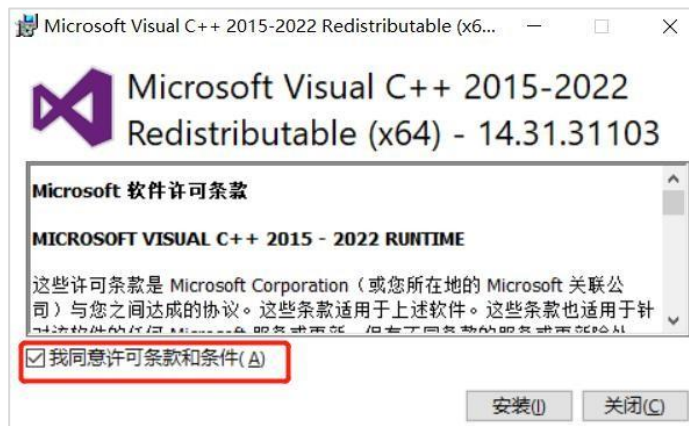 Microsoft Visual C++ 2015-2022 Redistributable (x6...
Microsoft Visual C++ 2015-2022
Redistributable (x64) - 14.31.31103
Microsoft 软件许可条款
MICROSOFT VISUAL C++ 2015 - 2022 RUNTIME
这些许可条款是 Microsoft Corporation（或您所在地的 Microsoft 关联公
司）与您之间达成的协议。这些条款适用于上述软件。这些条款也适用于针
我同意许可条款和条件(A)
安装(I)
关闭(C)